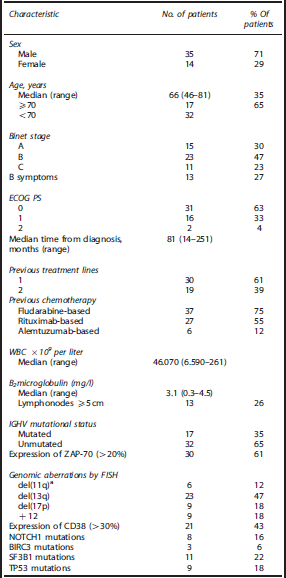 Characteristic No. of patients % Of patients
Sex
Male 35 71
Female 14 29
Age, years
Median (range) 66 (46–81) 35
⩾70 17 65
<70 32
Binet stage
A 15 30
B 23 47
C 11 23
B symptoms 13 27
ECOG PS
0 31 63
1 16 33
2 2 4
Median time from diagnosis, 81 (14–251)
months (range)
Previous treatment lines
1 30 61
2 19 39
Previous chemotherapy
Fludarabine-based 37 75
Rituximab-based 27 55
Alemtuzumab-based 6 12
WBC × 10⁹ per liter
Median (range) 46.070 (6.590–261)
B₂microglobulin (mg/l)
Median (range) 3.1 (0.3–4.5)
Lymphonodes ⩾5 cm 13 26
IGHV mutational status
Mutated 17 35
Unmutated 32 65
Expression of ZAP-70 (>20%) 30 61
Genomic aberrations by FISH
del(11q)ᵃ 6 12
del(13q) 23 47
del(17p) 9 18
+ 12 9 18
Expression of CD38 (>30%) 21 43
NOTCH1 mutations 8 16
BIRC3 mutations 3 6
SF3B1 mutations 11 22
TP53 mutations 9 18